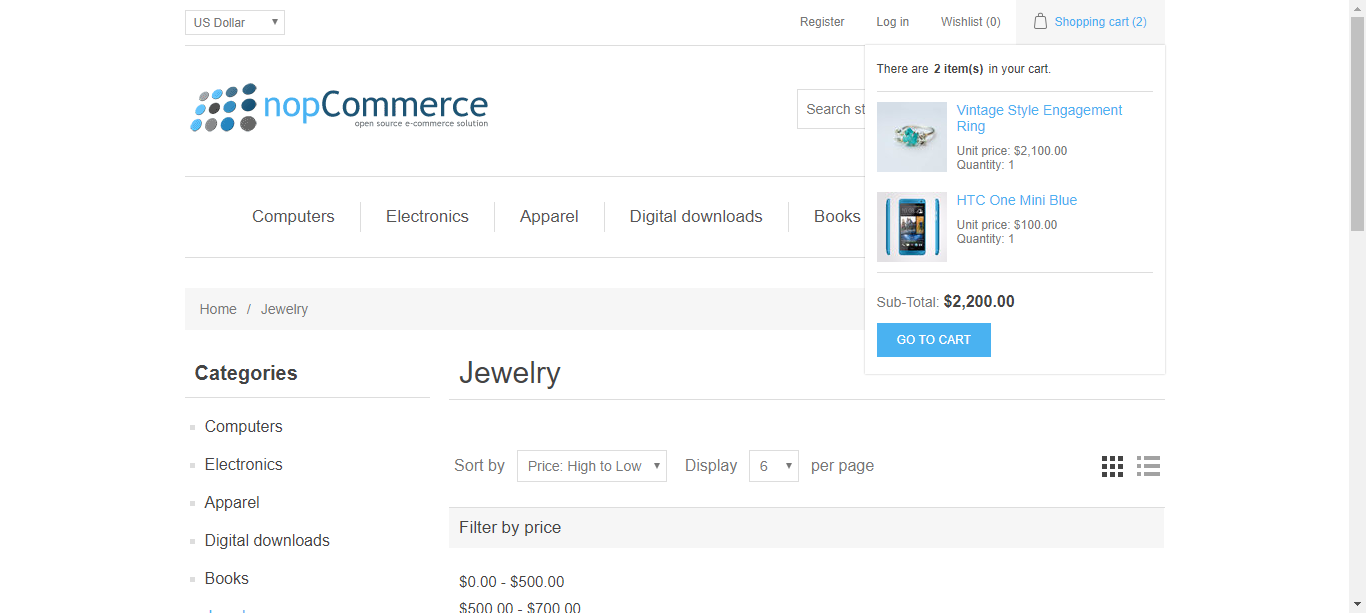 US Dollar
Register
Log in
Wishlist (0)
Shopping cart (2)
There are 2 item(s) in your cart.
Vintage Style Engagement
Ring
Unit price: $2,100.00
Quantity: 1
HTC One Mini Blue
Unit price: $100.00
Quantity: 1
Sub-Total: $2,200.00
GO TO CART
nopCommerce
open source e-commerce solution
Search st
Computers
Electronics
Apparel
Digital downloads
Books
Home / Jewelry
Categories
Computers
Electronics
Apparel
Digital downloads
Books
Jewelry
Sort by Price: High to Low Display 6 per page
Filter by price
$0.00 - $500.00
$500.00 - $700.00